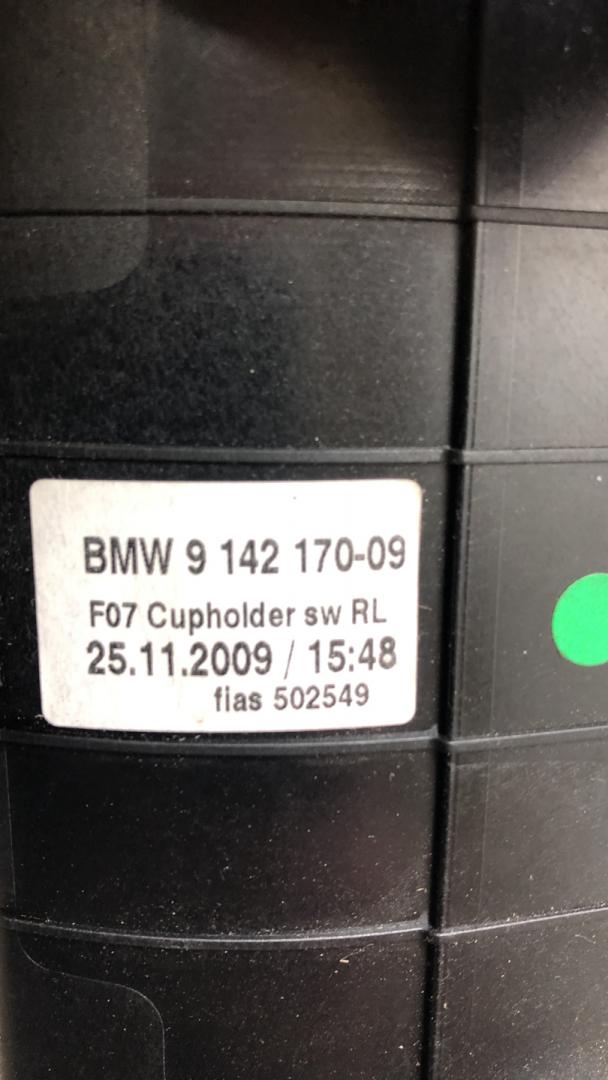 BMW 9 142 170-09
F07 Cupholder sw RL
25.11.2009 / 15:48
fias 502549